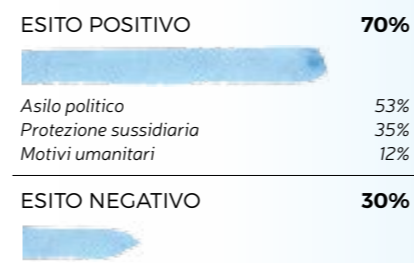 ESITO POSITIVO 70%
Asilo politico 53%
Protezione sussidiaria 35%
Motivi umanitari 12%
ESITO NEGATIVO 30%